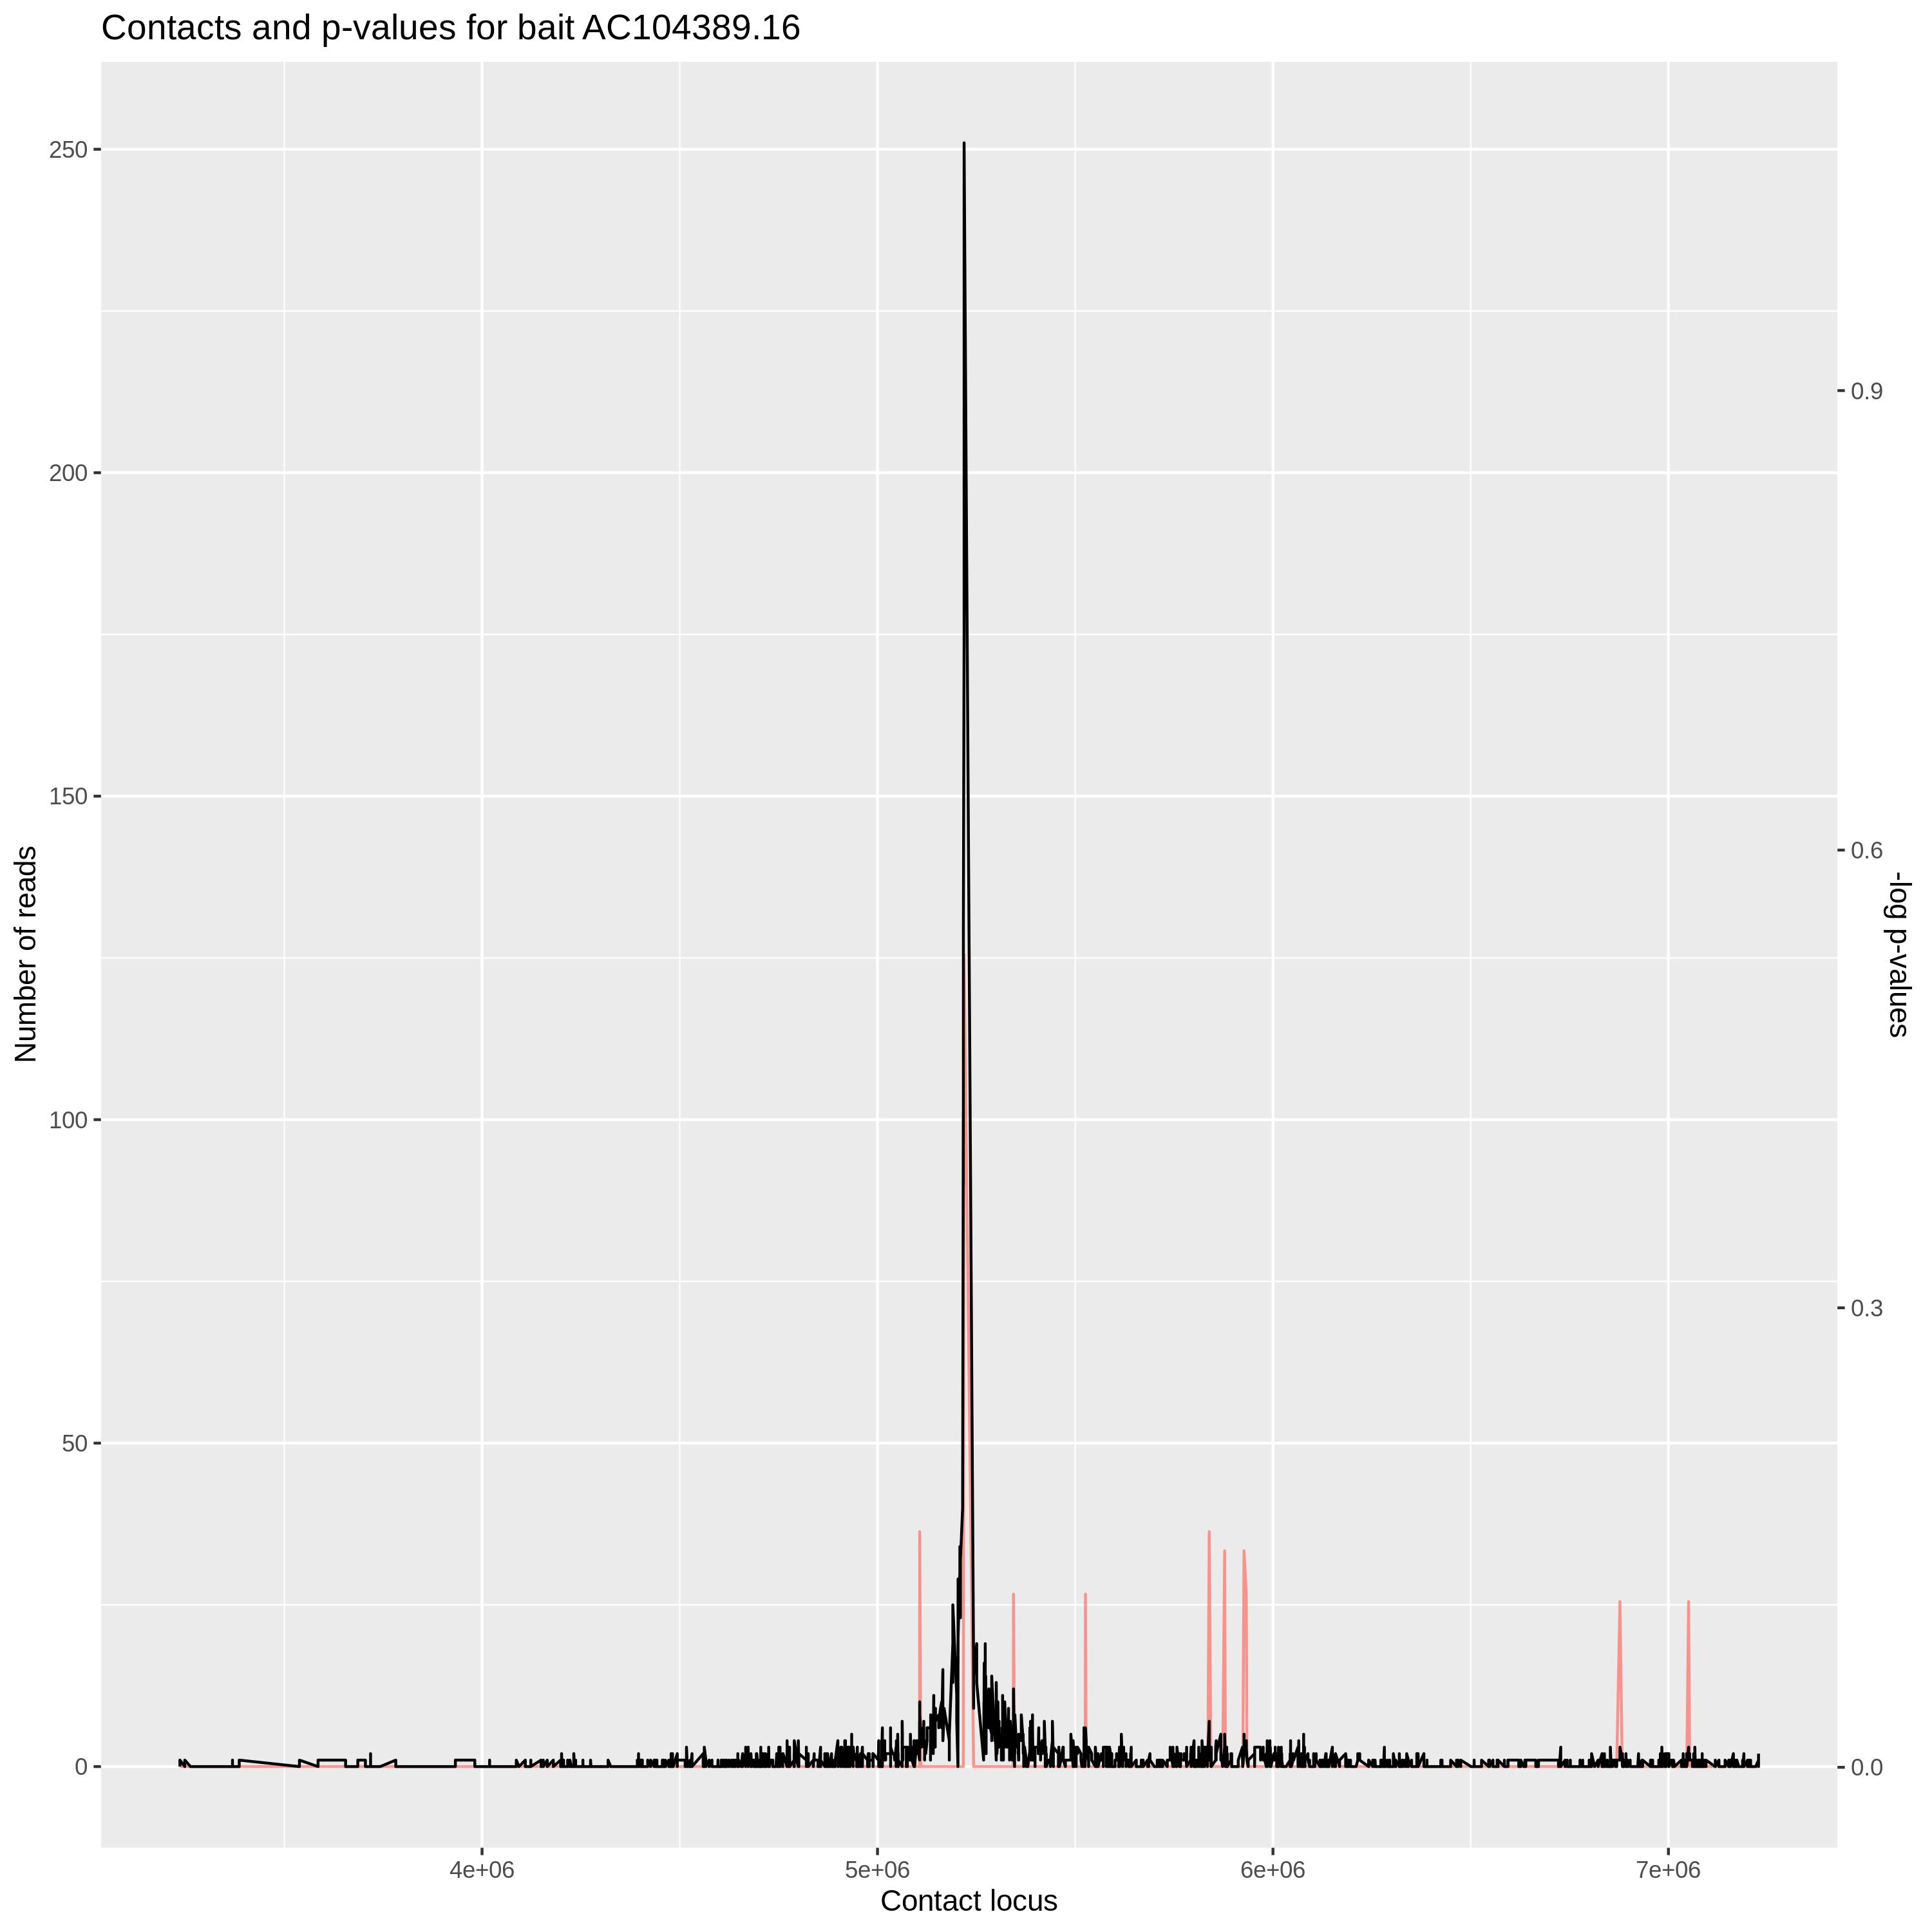 Contacts and p-values for bait AC104389.16
250
200
150
100
50
0
Number of reads
0.9
0.6
0.3
0.0
-log p-values
4e+06
5e+06
6e+06
7e+06
Contact locus